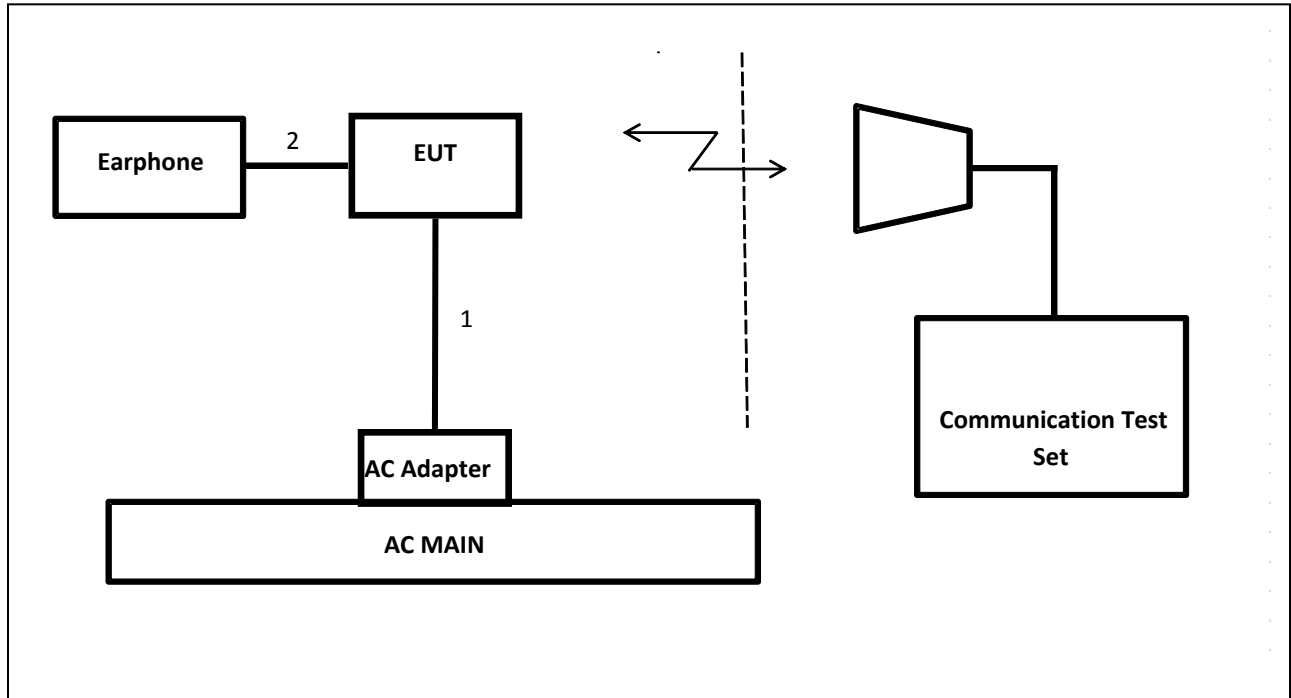 Earphone
2
EUT
1
AC Adapter
AC MAIN
Communication Test
Set